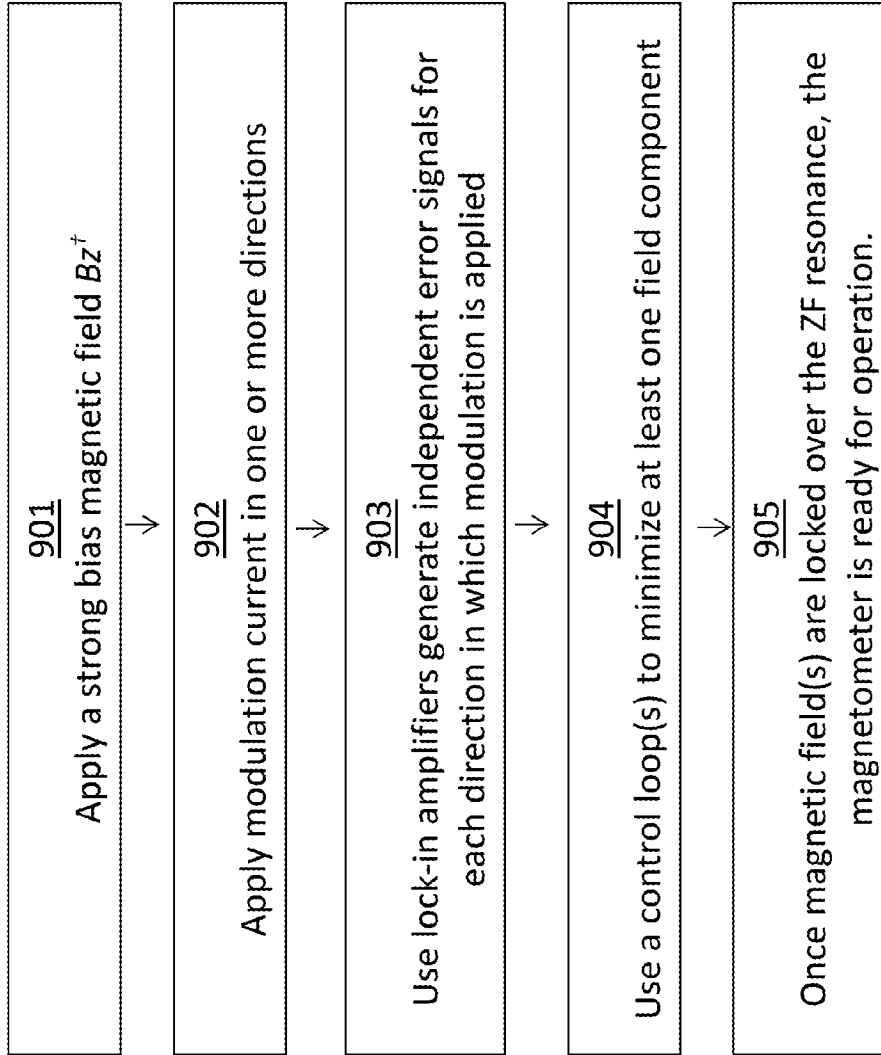 901
Apply a strong bias magnetic field Bz†
↓
902
Apply modulation current in one or more directions
↓
903
Use lock-in amplifiers generate independent error signals for
each direction in which modulation is applied
↓
904
Use a control loop(s) to minimize at least one field component
↓
905
Once magnetic field(s) are locked over the ZF resonance, the
magnetometer is ready for operation.